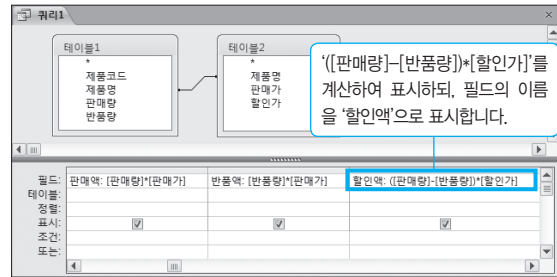 쿼리1
테이블1
*
제품코드
제품명
판매량
반품량
테이블2
*
제품명
판매가
할인가
‘([판매량]-[반품량])*[할인가]’를
계산하여 표시하되, 필드의 이름
을 ‘할인액’으로 표시합니다.
필드: 판매액: [판매량]*[판매가] 반품액: [반품량]*[판매가] 할인액: ([판매량]-[반품량])*[할인가]
테이블:
정렬:
표시:
조건:
또는: